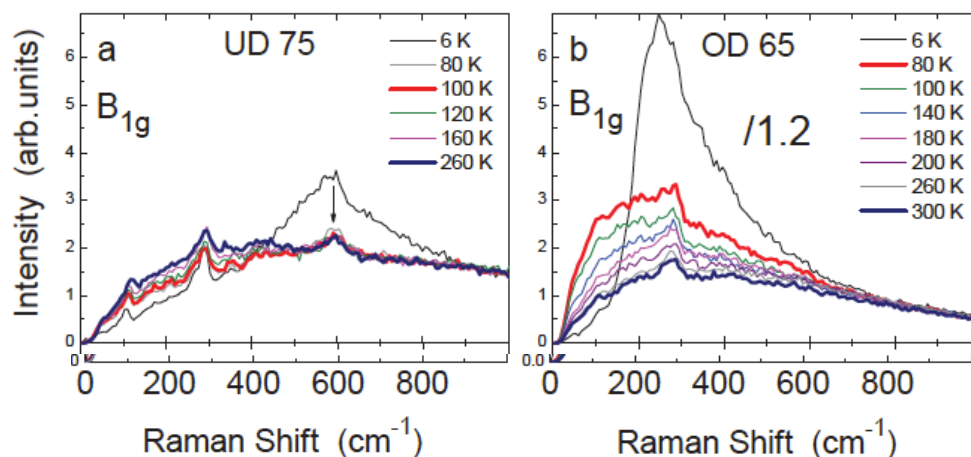 a
UD 75
B1g
6 K
80 K
100 K
120 K
160 K
260 K
6
5
4
3
2
1
0
0
0 200 400 600 800
Intensity (arb.units)
Raman Shift (cm-1)
b
OD 65
B1g
/1.2
6 K
80 K
100 K
140 K
180 K
200 K
260 K
300 K
6
5
4
3
2
1
0
0.0
0 200 400 600 800
Raman Shift (cm-1)